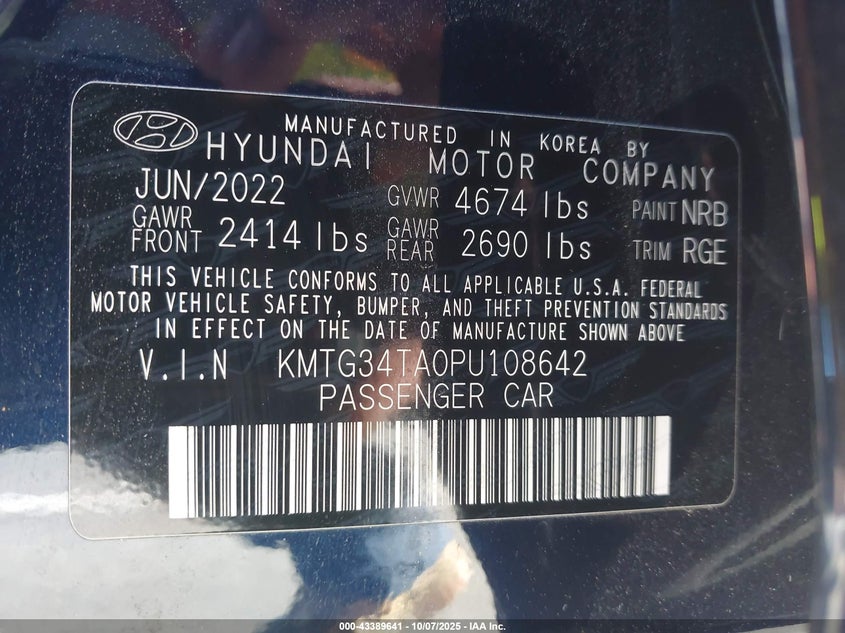 MANUFACTURED IN KOREA BY
HYUNDAI MOTOR COMPANY
JUN/2022 GVWR 4674 lbs PAINT NRB
GAWR FRONT 2414 lbs GAWR REAR 2690 lbs TRIM RGE
THIS VEHICLE CONFORMS TO ALL APPLICABLE U.S.A. FEDERAL
MOTOR VEHICLE SAFETY, BUMPER, AND THEFT PREVENTION STANDARDS
IN EFFECT ON THE DATE OF MANUFACTURE SHOWN ABOVE
V.I.N KMTG34TA0PU108642
PASSENGER CAR
000-43389641 - 10/07/2025 - IAA Inc.